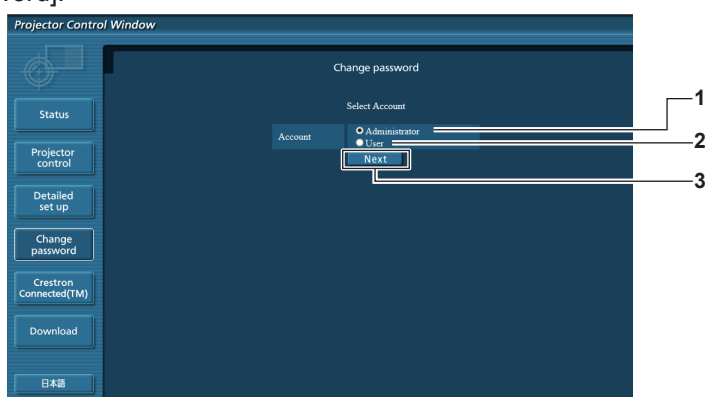 Projector Control Window
Change password
Select Account
Account
Administrator
User
Next
Status
Projector
control
Detailed
set up
Change
password
Crestron
Connected(TM)
Download
日本語
1
2
3